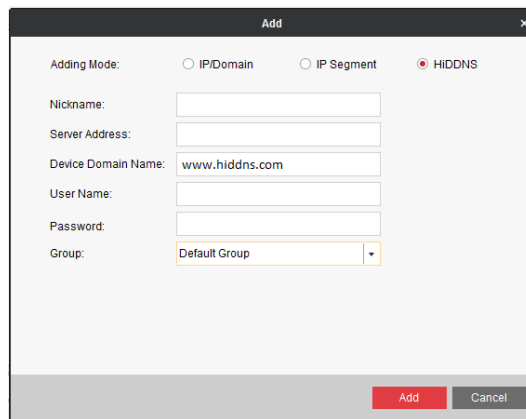 Add
×
Adding Mode: IP/Domain IP Segment HiDDNS
Nickname:
Server Address:
Device Domain Name: www.hiddns.com
User Name:
Password:
Group: Default Group
Add Cancel